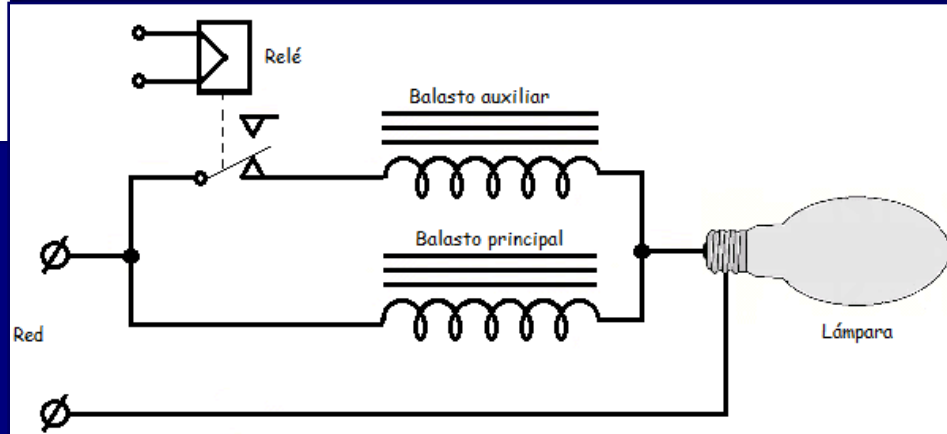 Relé
Balasto auxiliar
Balasto principal
Red
Lámpara